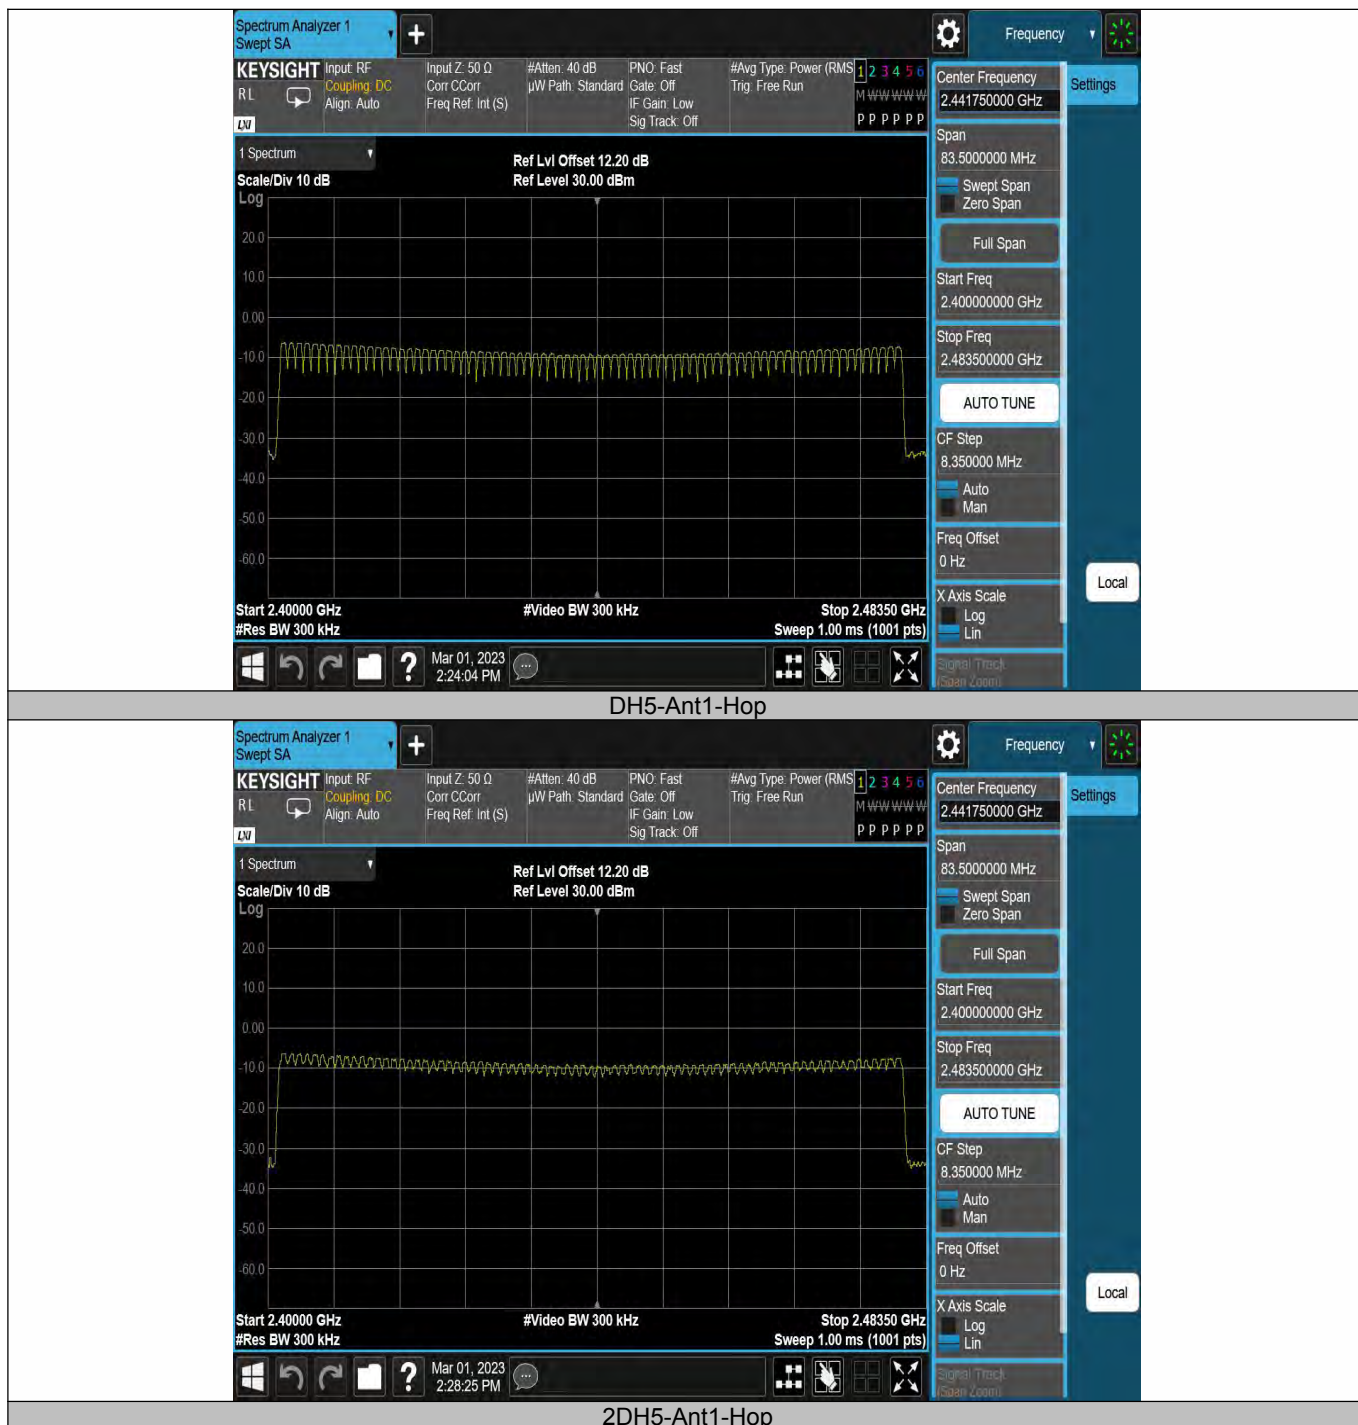 Spectrum Analyzer 1
Swept SA
Frequency
KEYSIGHT
R L
LXI
Input: RF
Coupling: DC
Align: Auto
Input Z: 50 Ω
Corr CCorr
Freq Ref: Int (S)
#Atten: 40 dB
µW Path: Standard
PNO: Fast
Gate: Off
IF Gain: Low
Sig Track: Off
#Avg Type: Power (RMS
Trig: Free Run
1 2 3 4 5 6
M W W W W W
P P P P P P
Center Frequency
2.441750000 GHz
Settings
Span
83.5000000 MHz
Swept Span
Zero Span
Full Span
Start Freq
2.400000000 GHz
Stop Freq
2.483500000 GHz
AUTO TUNE
CF Step
8.350000 MHz
Auto
Man
Freq Offset
0 Hz
X Axis Scale
Log
Lin
Signal Track
(Span Zoom)
Local
1 Spectrum
Ref Lvl Offset 12.20 dB
Scale/Div 10 dB
Ref Level 30.00 dBm
Log
20.0
10.0
0.00
-10.0
-20.0
-30.0
-40.0
-50.0
-60.0
Start 2.40000 GHz
#Video BW 300 kHz
Stop 2.48350 GHz
#Res BW 300 kHz
Sweep 1.00 ms (1001 pts)
?
Mar 01, 2023
2:24:04 PM
DH5-Ant1-Hop
Spectrum Analyzer 1
Swept SA
Frequency
KEYSIGHT
R L
LXI
Input: RF
Coupling: DC
Align: Auto
Input Z: 50 Ω
Corr CCorr
Freq Ref: Int (S)
#Atten: 40 dB
µW Path: Standard
PNO: Fast
Gate: Off
IF Gain: Low
Sig Track: Off
#Avg Type: Power (RMS
Trig: Free Run
1 2 3 4 5 6
M W W W W W
P P P P P P
Center Frequency
2.441750000 GHz
Settings
Span
83.5000000 MHz
Swept Span
Zero Span
Full Span
Start Freq
2.400000000 GHz
Stop Freq
2.483500000 GHz
AUTO TUNE
CF Step
8.350000 MHz
Auto
Man
Freq Offset
0 Hz
X Axis Scale
Log
Lin
Signal Track
(Span Zoom)
Local
1 Spectrum
Ref Lvl Offset 12.20 dB
Scale/Div 10 dB
Ref Level 30.00 dBm
Log
20.0
10.0
0.00
-10.0
-20.0
-30.0
-40.0
-50.0
-60.0
Start 2.40000 GHz
#Video BW 300 kHz
Stop 2.48350 GHz
#Res BW 300 kHz
Sweep 1.00 ms (1001 pts)
?
Mar 01, 2023
2:28:25 PM
2DH5-Ant1-Hop